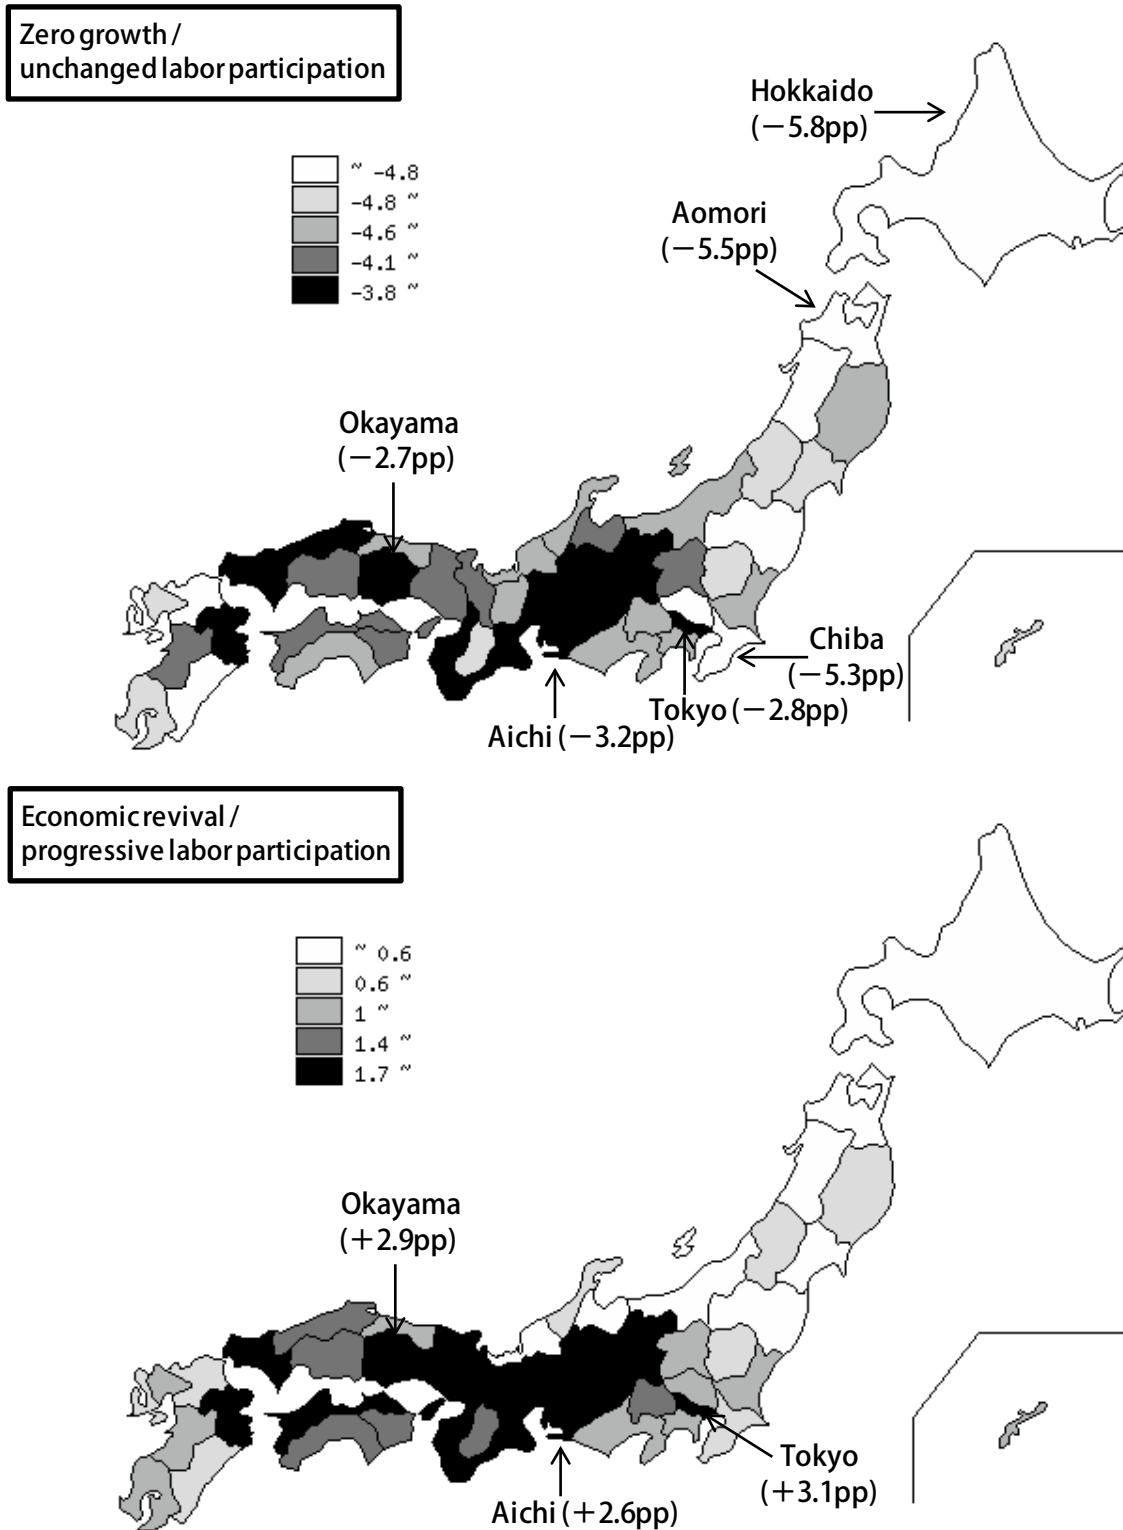 Zero growth /
unchanged labor participation
Hokkaido
(－5.8pp)
~ -4.8
-4.8 ~
-4.6 ~
-4.1 ~
-3.8 ~
Aomori
(－5.5pp)
Okayama
(－2.7pp)
Chiba
(－5.3pp)
Tokyo (－2.8pp)
Aichi (－3.2pp)
Economic revival /
progressive labor participation
~ 0.6
0.6 ~
1 ~
1.4 ~
1.7 ~
Okayama
(＋2.9pp)
Tokyo
(＋3.1pp)
Aichi (＋2.6pp)